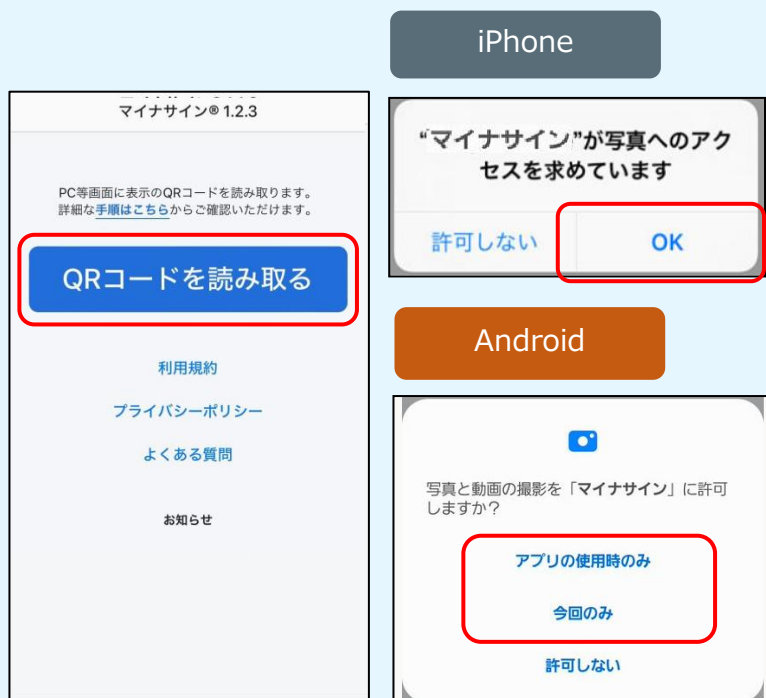 マイナサイン® 1.2.3
PC等画面に表示のQRコードを読み取ります。
詳細な手順はこちらからご確認いただけます。
QRコードを読み取る
利用規約
プライバシーポリシー
よくある質問
お知らせ
iPhone
“マイナサイン”が写真へのアク
セスを求めています
許可しない
OK
Android
写真と動画の撮影を「マイナサイン」に許可
しますか？
アプリの使用時のみ
今回のみ
許可しない